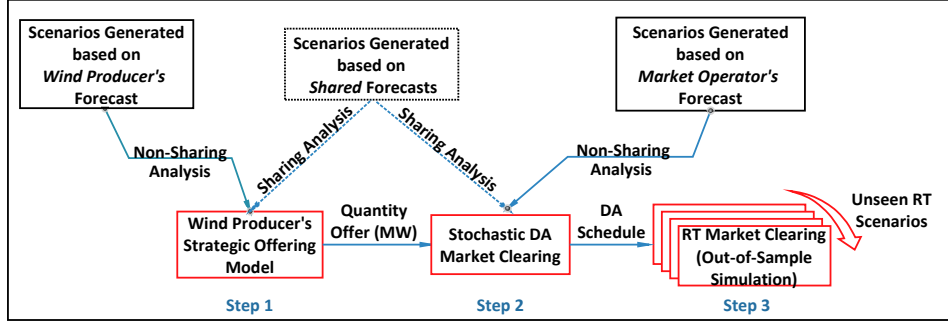 Scenarios Generated
based on
Wind Producer's
Forecast
Scenarios Generated
based on
Shared Forecasts
Scenarios Generated
based on
Market Operator's
Forecast
Non-Sharing
Analysis
Sharing Analysis
Sharing Analysis
Non-Sharing
Analysis
Wind Producer's
Strategic Offering
Model
Quantity
Offer (MW)
Stochastic DA
Market Clearing
DA
Schedule
RT Market Clearing
(Out-of-Sample
Simulation)
Unseen RT
Scenarios
Step 1
Step 2
Step 3